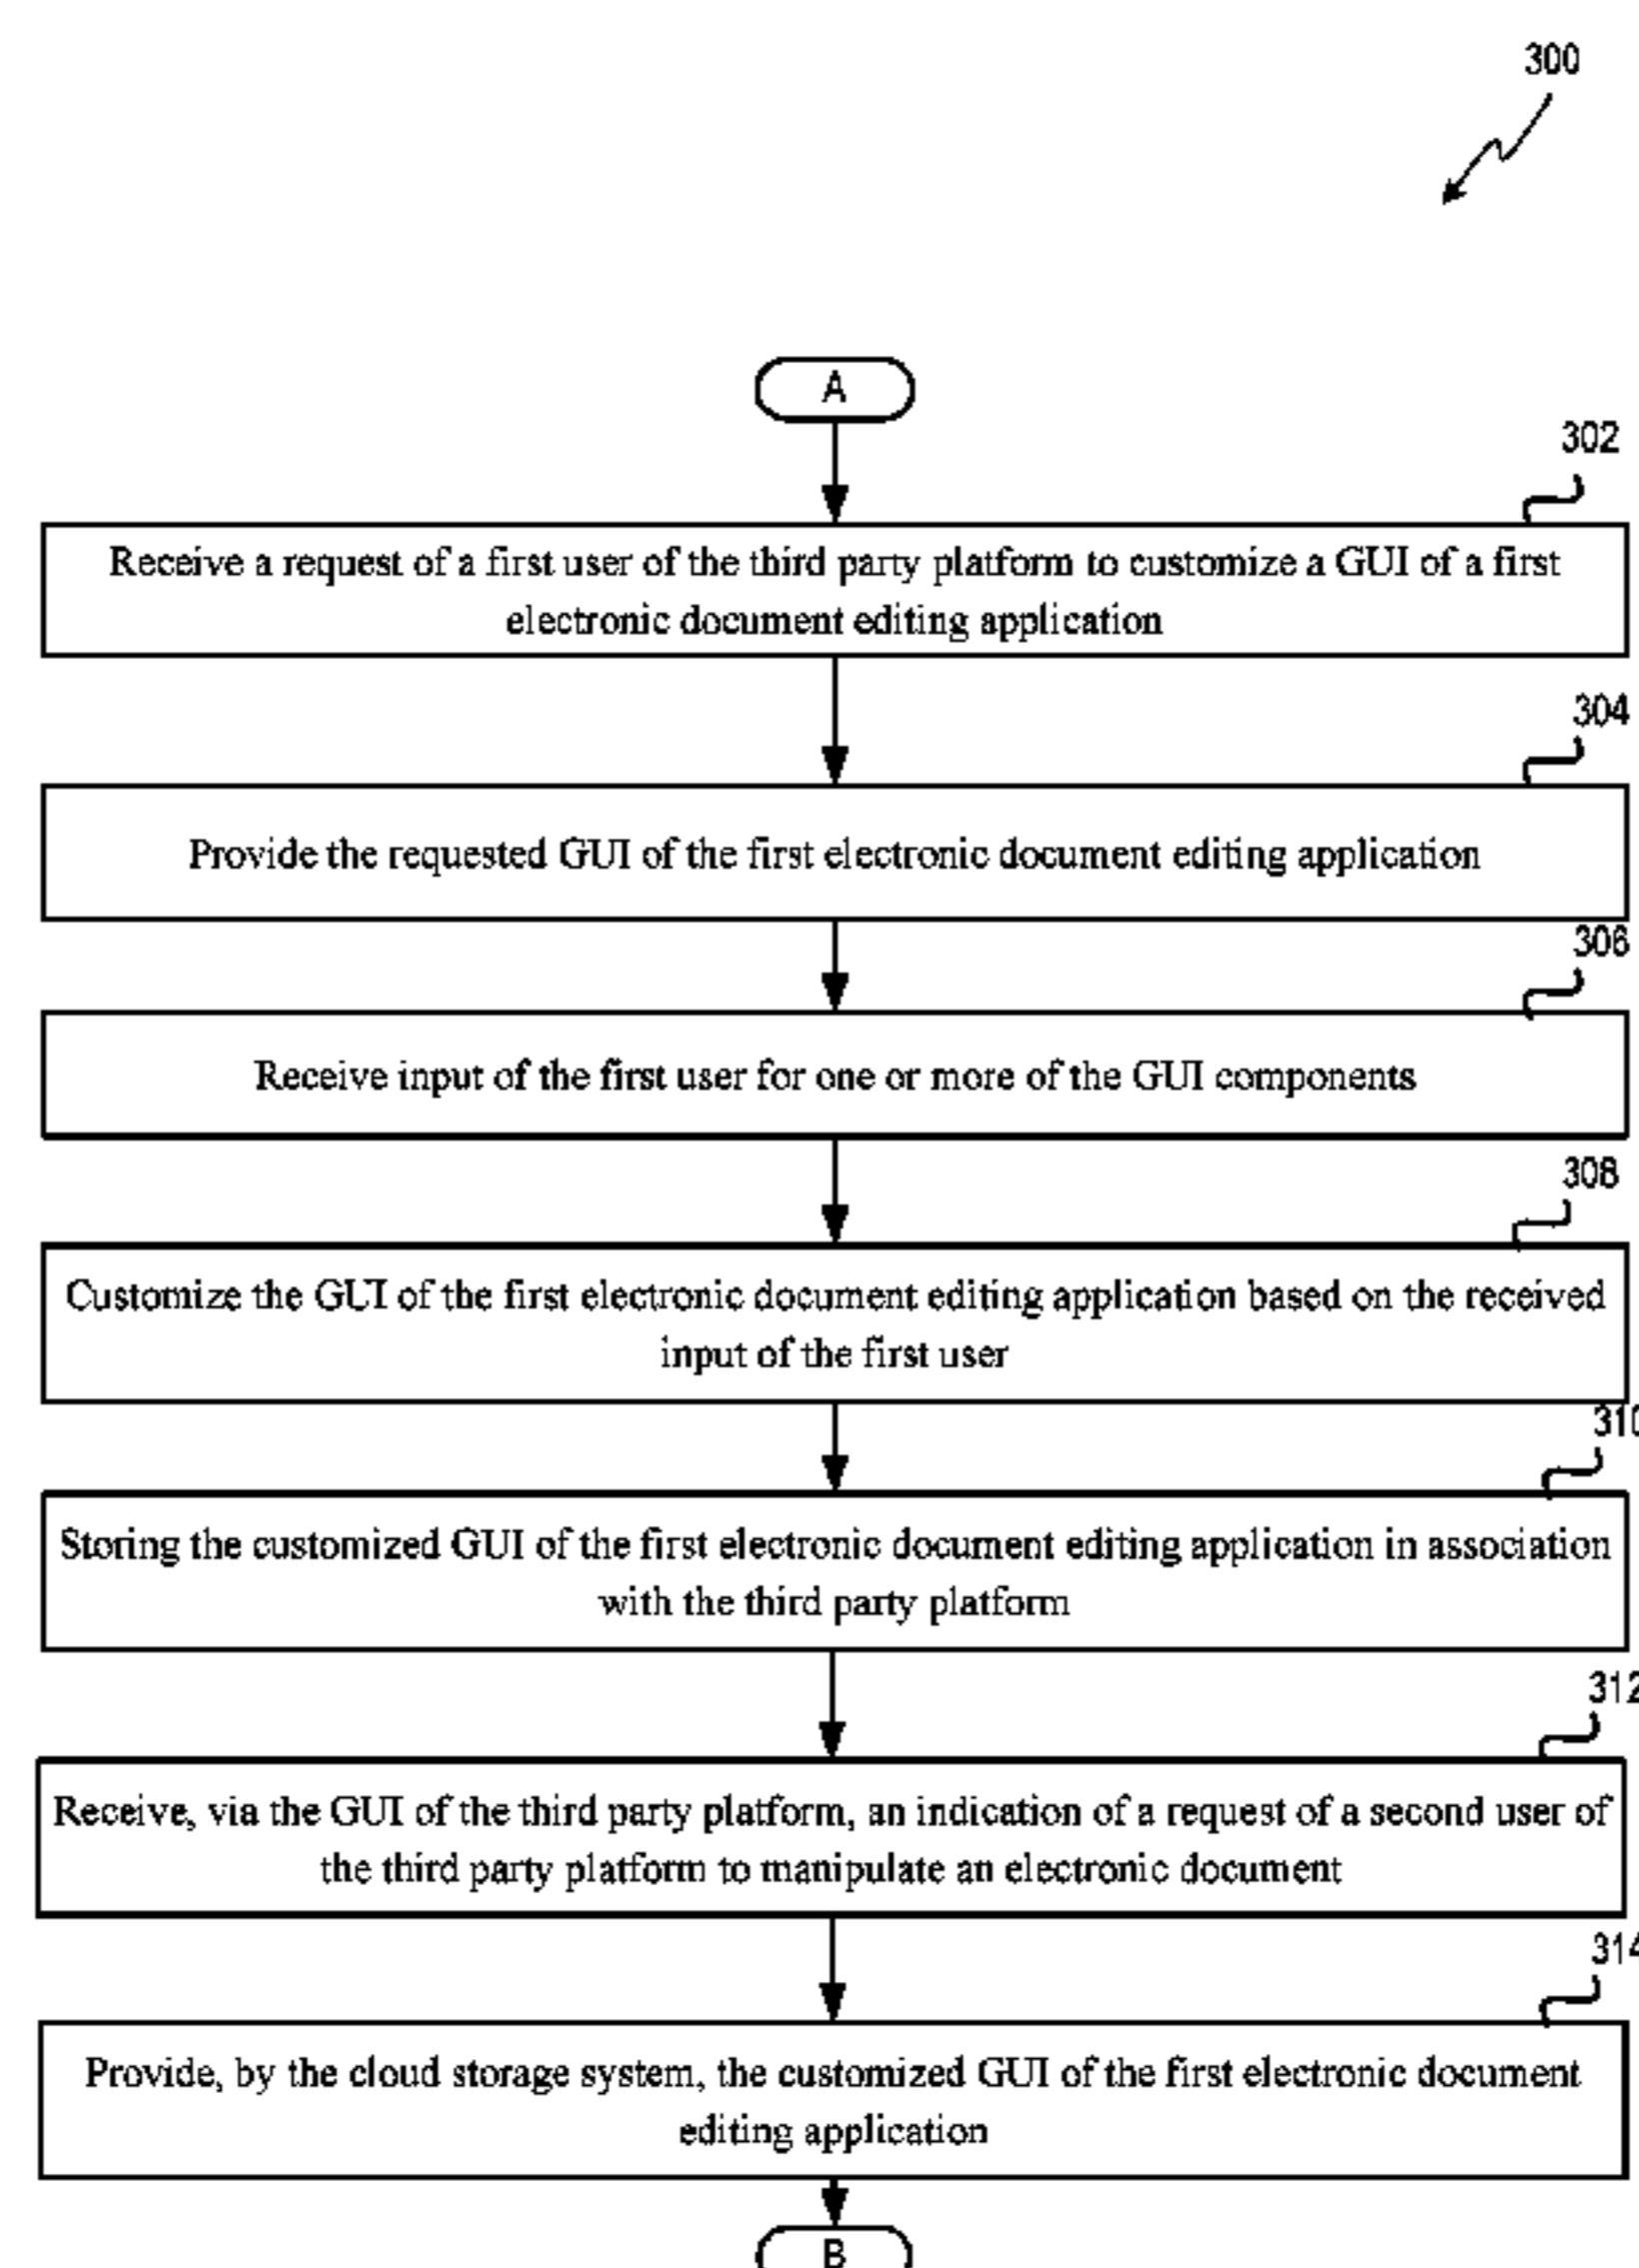 300
A
302
Receive a request of a first user of the third party platform to customize a GUI of a first
electronic document editing application
304
Provide the requested GUI of the first electronic document editing application
306
Receive input of the first user for one or more of the GUI components
308
Customize the GUI of the first electronic document editing application based on the received
input of the first user
310
Storing the customized GUI of the first electronic document editing application in association
with the third party platform
312
Receive, via the GUI of the third party platform, an indication of a request of a second user of
the third party platform to manipulate an electronic document
314
Provide, by the cloud storage system, the customized GUI of the first electronic document
editing application
B